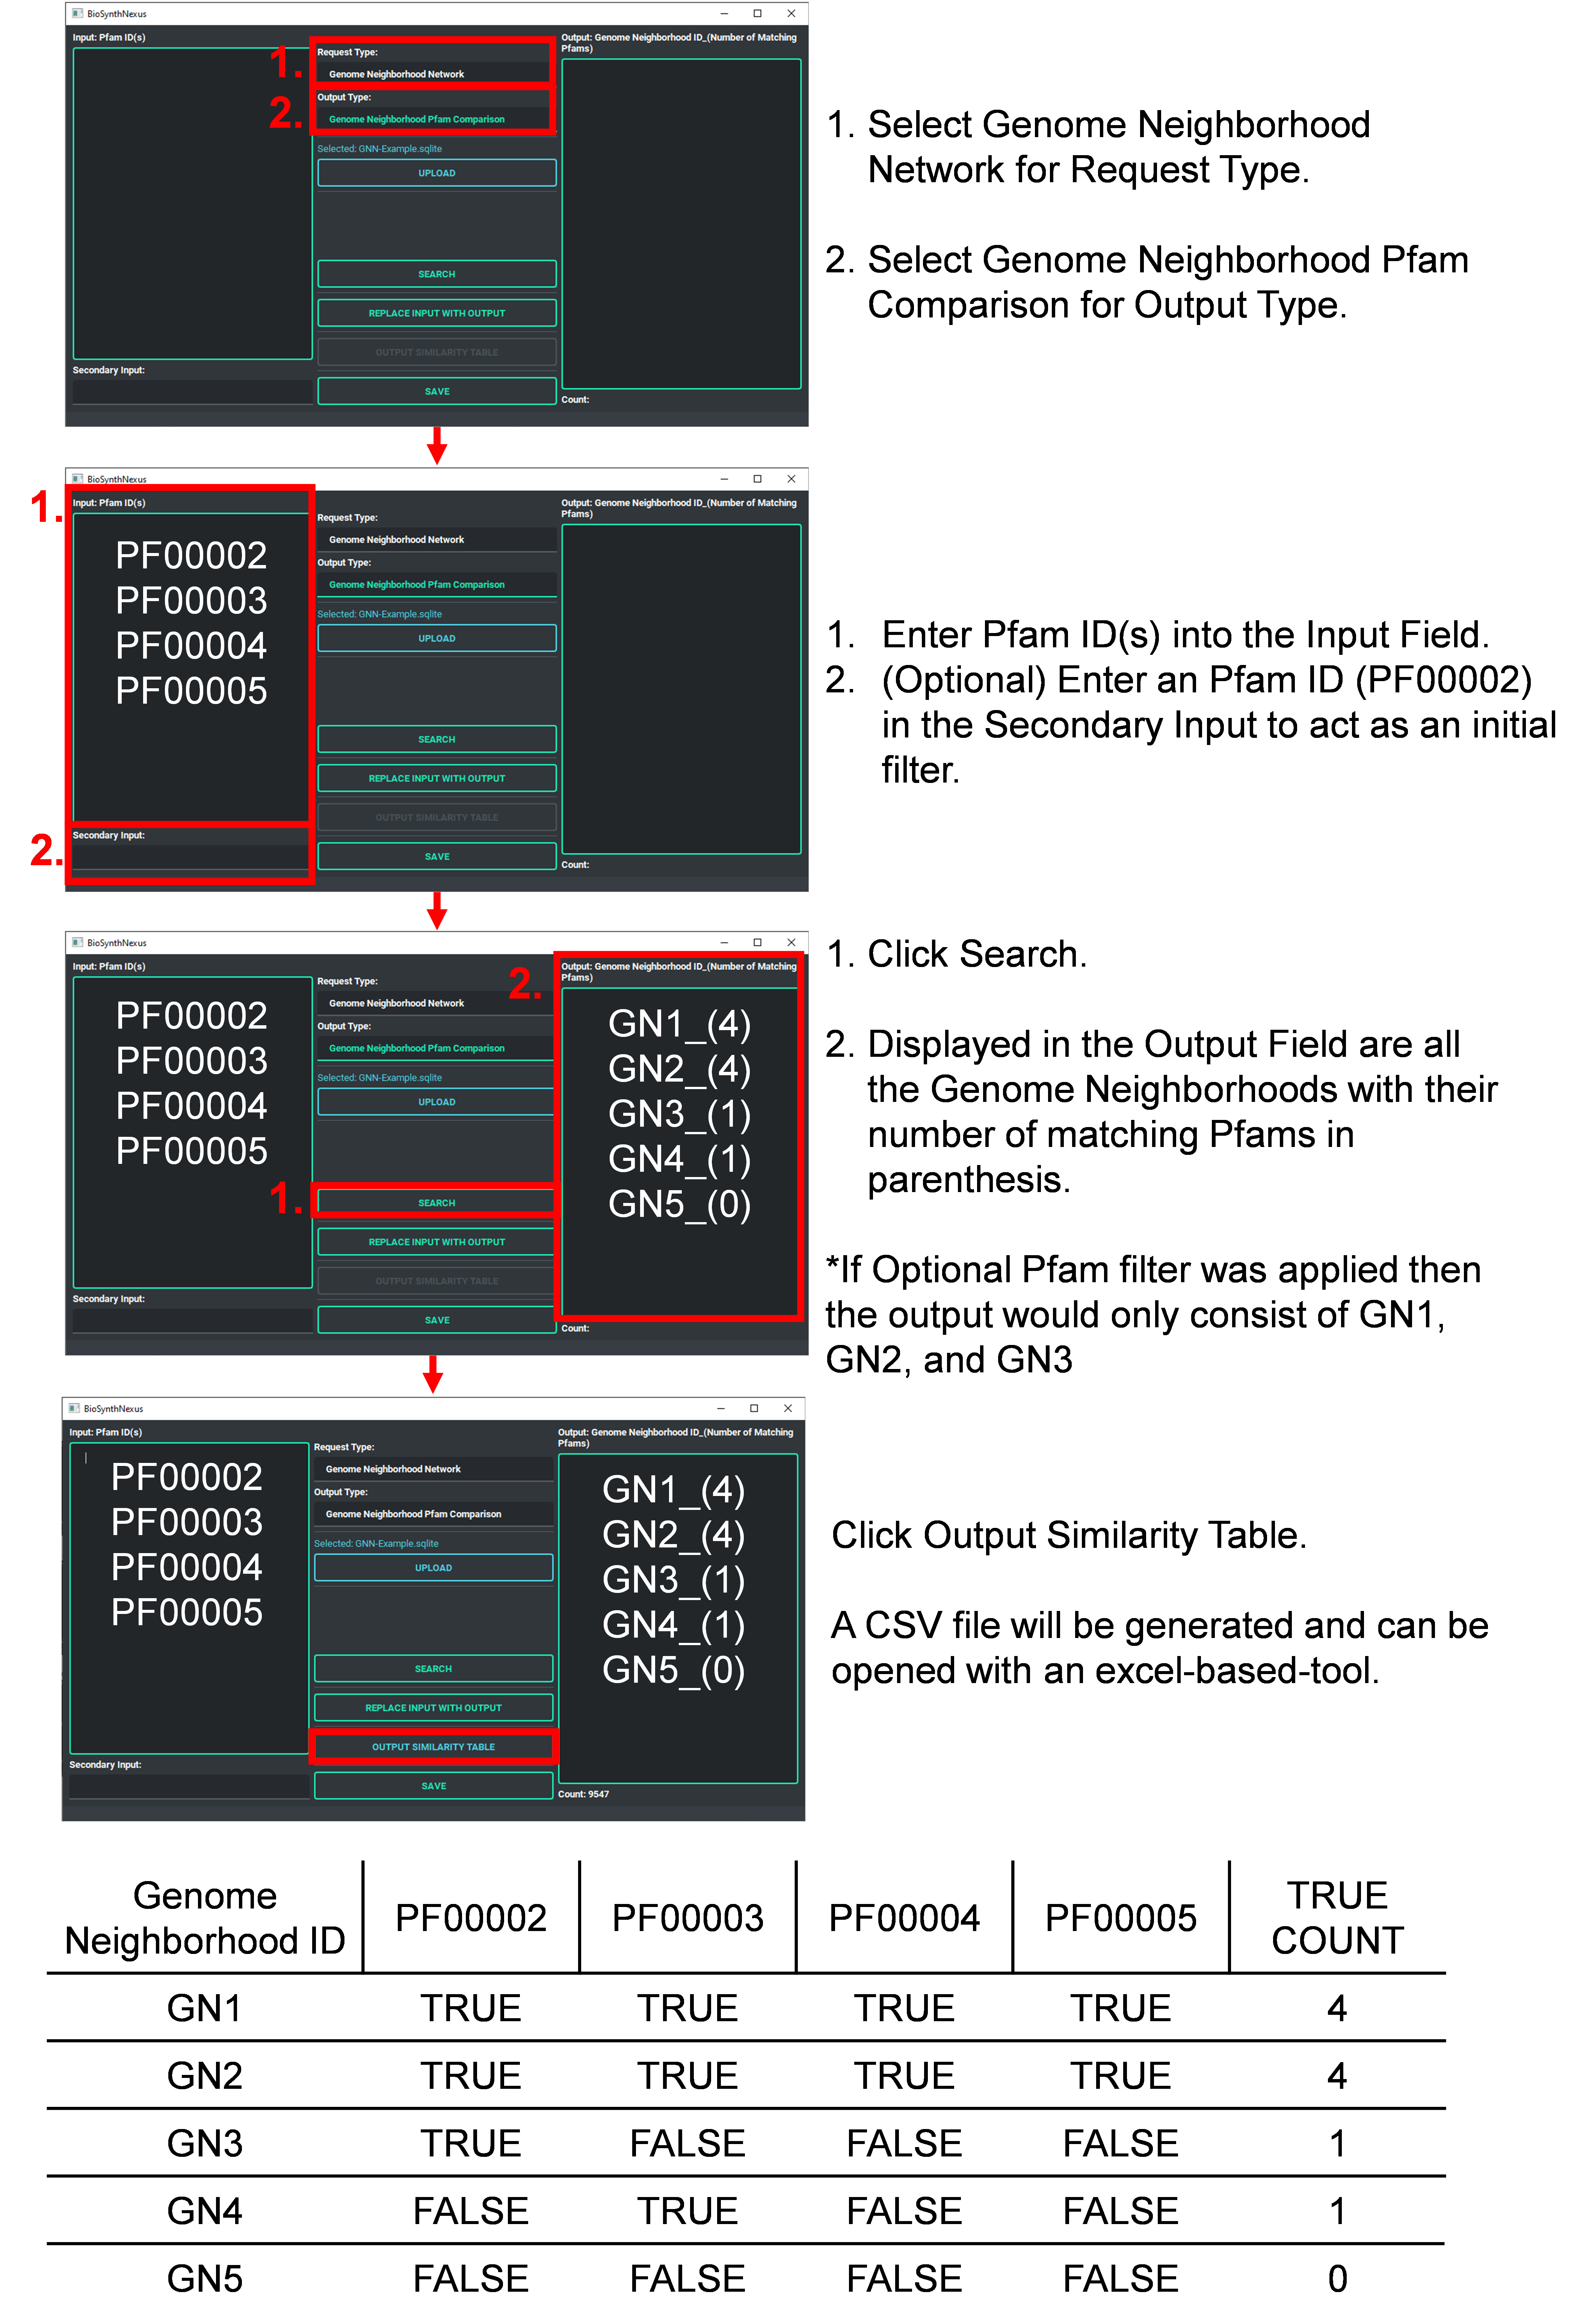 BioSynthNexus
Input: Pfam ID(s)
1.
Request Type:
Genome Neighborhood Network
2.
Output Type:
Genome Neighborhood Pfam Comparison
Selected: GNN-Example.sqlite
UPLOAD
SEARCH
REPLACE INPUT WITH OUTPUT
OUTPUT SIMILARITY TABLE
SAVE
Secondary Input:
Output: Genome Neighborhood ID_(Number of Matching
Pfams)
Count:
1. Select Genome Neighborhood
Network for Request Type.
2. Select Genome Neighborhood Pfam
Comparison for Output Type.
BioSynthNexus
1.
Input: Pfam ID(s)
PF00002
PF00003
PF00004
PF00005
2.
Secondary Input:
Request Type:
Genome Neighborhood Network
Output Type:
Genome Neighborhood Pfam Comparison
Selected: GNN-Example.sqlite
UPLOAD
SEARCH
REPLACE INPUT WITH OUTPUT
OUTPUT SIMILARITY TABLE
SAVE
Output: Genome Neighborhood ID_(Number of Matching
Pfams)
Count:
1. Enter Pfam ID(s) into the Input Field.
2. (Optional) Enter an Pfam ID (PF00002)
in the Secondary Input to act as an initial
filter.
BioSynthNexus
Input: Pfam ID(s)
PF00002
PF00003
PF00004
PF00005
Secondary Input:
Request Type:
Genome Neighborhood Network
Output Type:
Genome Neighborhood Pfam Comparison
Selected: GNN-Example.sqlite
UPLOAD
1.
SEARCH
REPLACE INPUT WITH OUTPUT
OUTPUT SIMILARITY TABLE
SAVE
2.
Output: Genome Neighborhood ID_(Number of Matching
Pfams)
GN1_(4)
GN2_(4)
GN3_(1)
GN4_(1)
GN5_(0)
Count:
1. Click Search.
2. Displayed in the Output Field are all
the Genome Neighborhoods with their
number of matching Pfams in
parenthesis.
*If Optional Pfam filter was applied then
the output would only consist of GN1,
GN2, and GN3
BioSynthNexus
Input: Pfam ID(s)
PF00002
PF00003
PF00004
PF00005
Secondary Input:
Request Type:
Genome Neighborhood Network
Output Type:
Genome Neighborhood Pfam Comparison
Selected: GNN-Example.sqlite
UPLOAD
SEARCH
REPLACE INPUT WITH OUTPUT
OUTPUT SIMILARITY TABLE
SAVE
Output: Genome Neighborhood ID_(Number of Matching
Pfams)
GN1_(4)
GN2_(4)
GN3_(1)
GN4_(1)
GN5_(0)
Count: 9547
Click Output Similarity Table.
A CSV file will be generated and can be
opened with an excel-based-tool.
Genome
Neighborhood ID PF00002 PF00003 PF00004 PF00005 TRUE
COUNT
GN1 TRUE TRUE TRUE TRUE 4
GN2 TRUE TRUE TRUE TRUE 4
GN3 TRUE FALSE FALSE FALSE 1
GN4 FALSE TRUE FALSE FALSE 1
GN5 FALSE FALSE FALSE FALSE 0